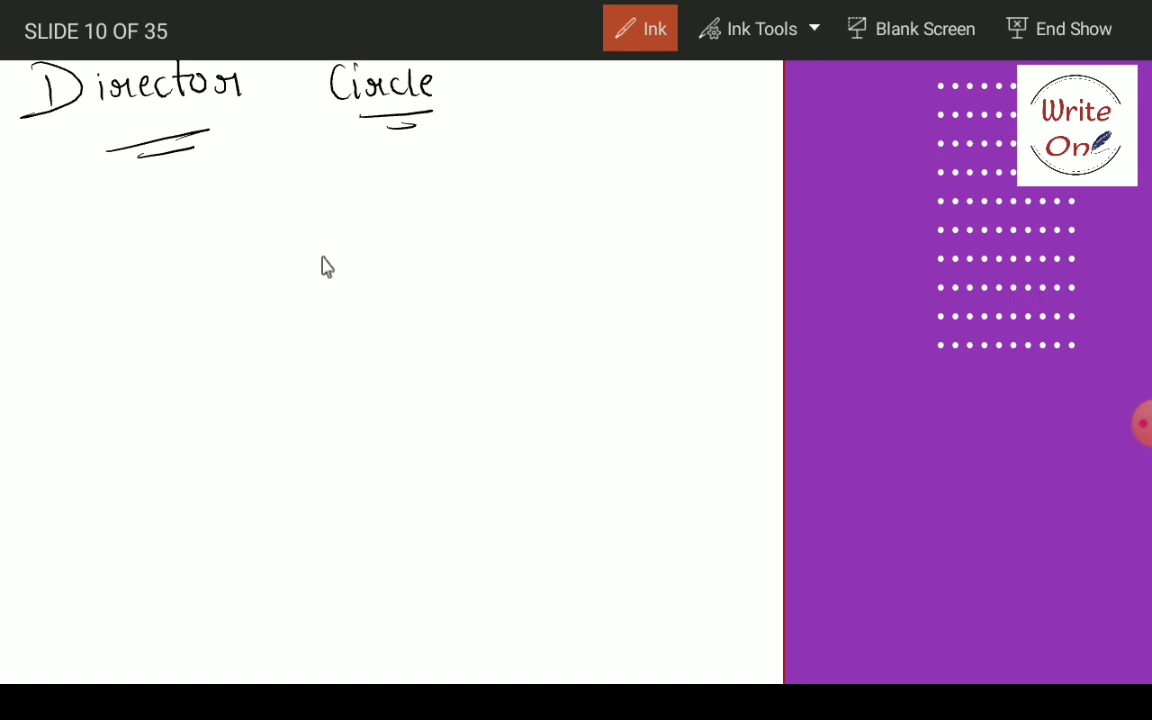 SLIDE 10 OF 35
Ink
Ink Tools
Blank Screen
End Show
Director Circle
Write
On